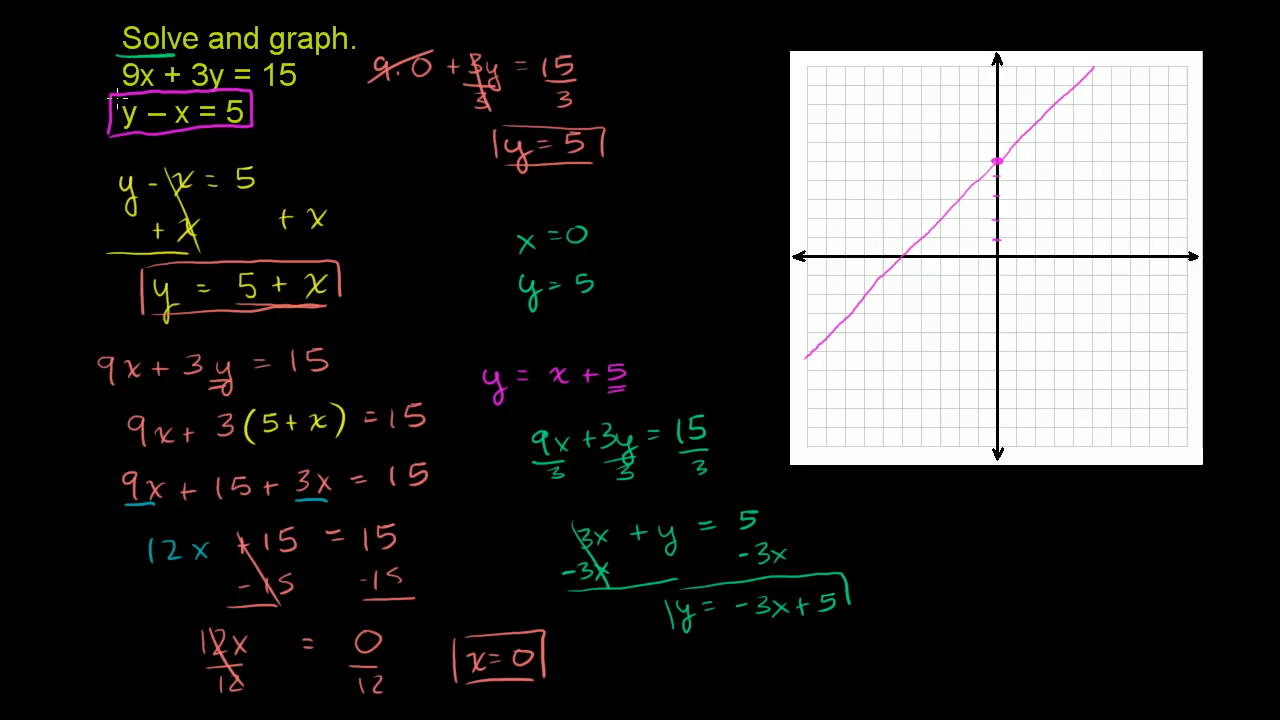 Solve and graph.
9x + 3y = 15
y – x = 5
y - x = 5
+ x + x
y = 5 + x
9x + 3y = 15
9x + 3(5 + x) = 15
9x + 15 + 3x = 15
12x + 15 = 15
- 15 -15
12x = 0
12 12
x = 0
9·0 + 3y = 15
3 3
y = 5
x = 0
y = 5
y = x + 5
9x + 3y = 15
3 3 3
3x + y = 5
-3x -3x
y = -3x + 5